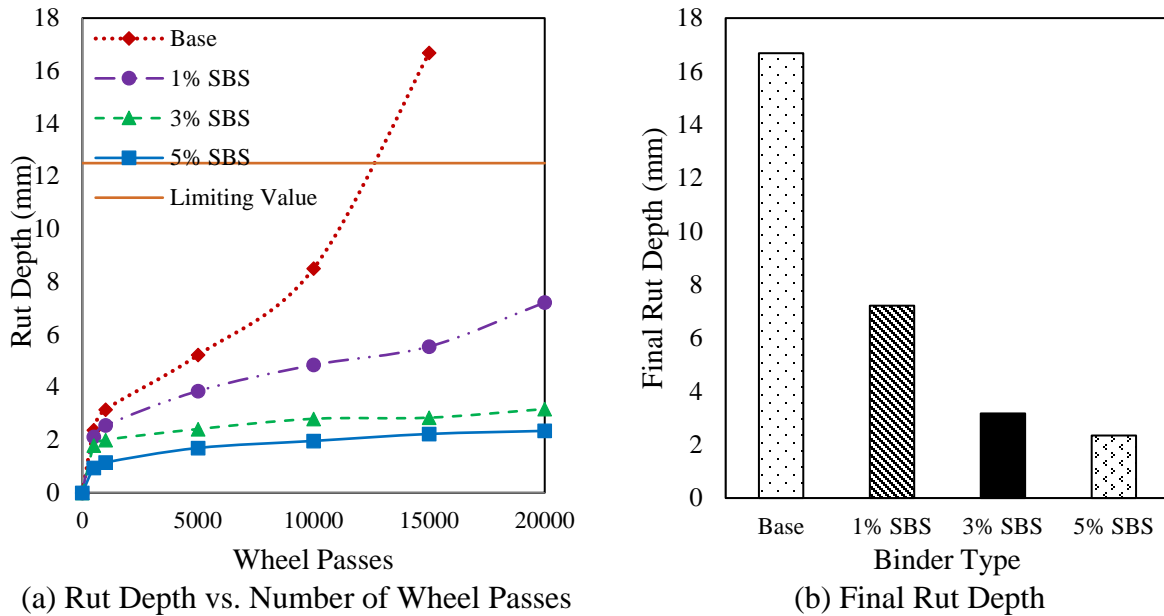 18
16
14
12
10
8
6
4
2
0
Rut Depth (mm)
Base
1% SBS
3% SBS
5% SBS
Limiting Value
0 5000 10000 15000 20000
Wheel Passes
(a) Rut Depth vs. Number of Wheel Passes
18
16
14
12
10
8
6
4
2
0
Final Rut Depth (mm)
Base 1% SBS 3% SBS 5% SBS
Binder Type
(b) Final Rut Depth